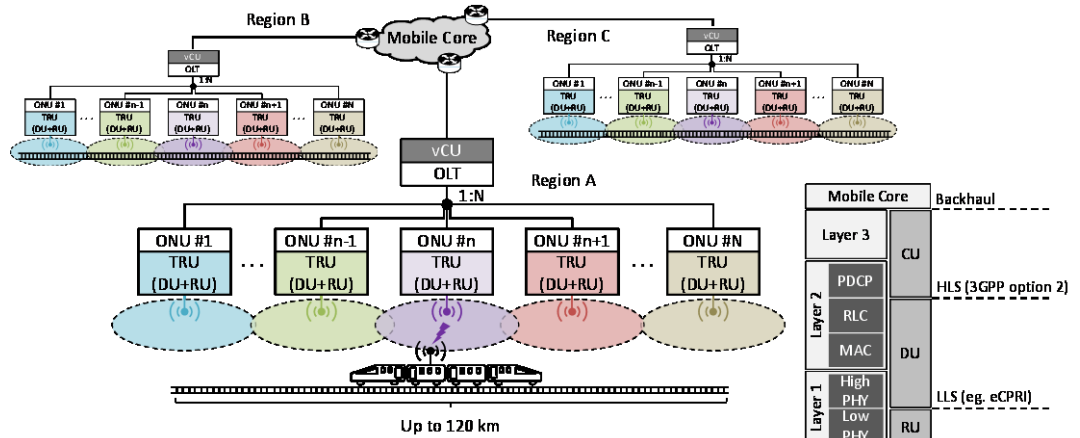 Region B
Mobile Core
Region C
vCU
OLT
1:N
ONU #1
TRU
(DU+RU)
...
ONU #n-1
TRU
(DU+RU)
ONU #n
TRU
(DU+RU)
ONU #n+1
TRU
(DU+RU)
...
ONU #N
TRU
(DU+RU)
vCU
OLT
1:N
ONU #1
TRU
(DU+RU)
...
ONU #n-1
TRU
(DU+RU)
ONU #n
TRU
(DU+RU)
ONU #n+1
TRU
(DU+RU)
...
ONU #N
TRU
(DU+RU)
vCU
OLT
Region A
1:N
ONU #1
TRU
(DU+RU)
...
ONU #n-1
TRU
(DU+RU)
ONU #n
TRU
(DU+RU)
ONU #n+1
TRU
(DU+RU)
...
ONU #N
TRU
(DU+RU)
Up to 120 km
Mobile Core
Backhaul
Layer 3
CU
HLS (3GPP option 2)
Layer 2
PDCP
RLC
MAC
DU
Layer 1
High
PHY
LLS (eg. eCPRI)
Low
PHY
RU